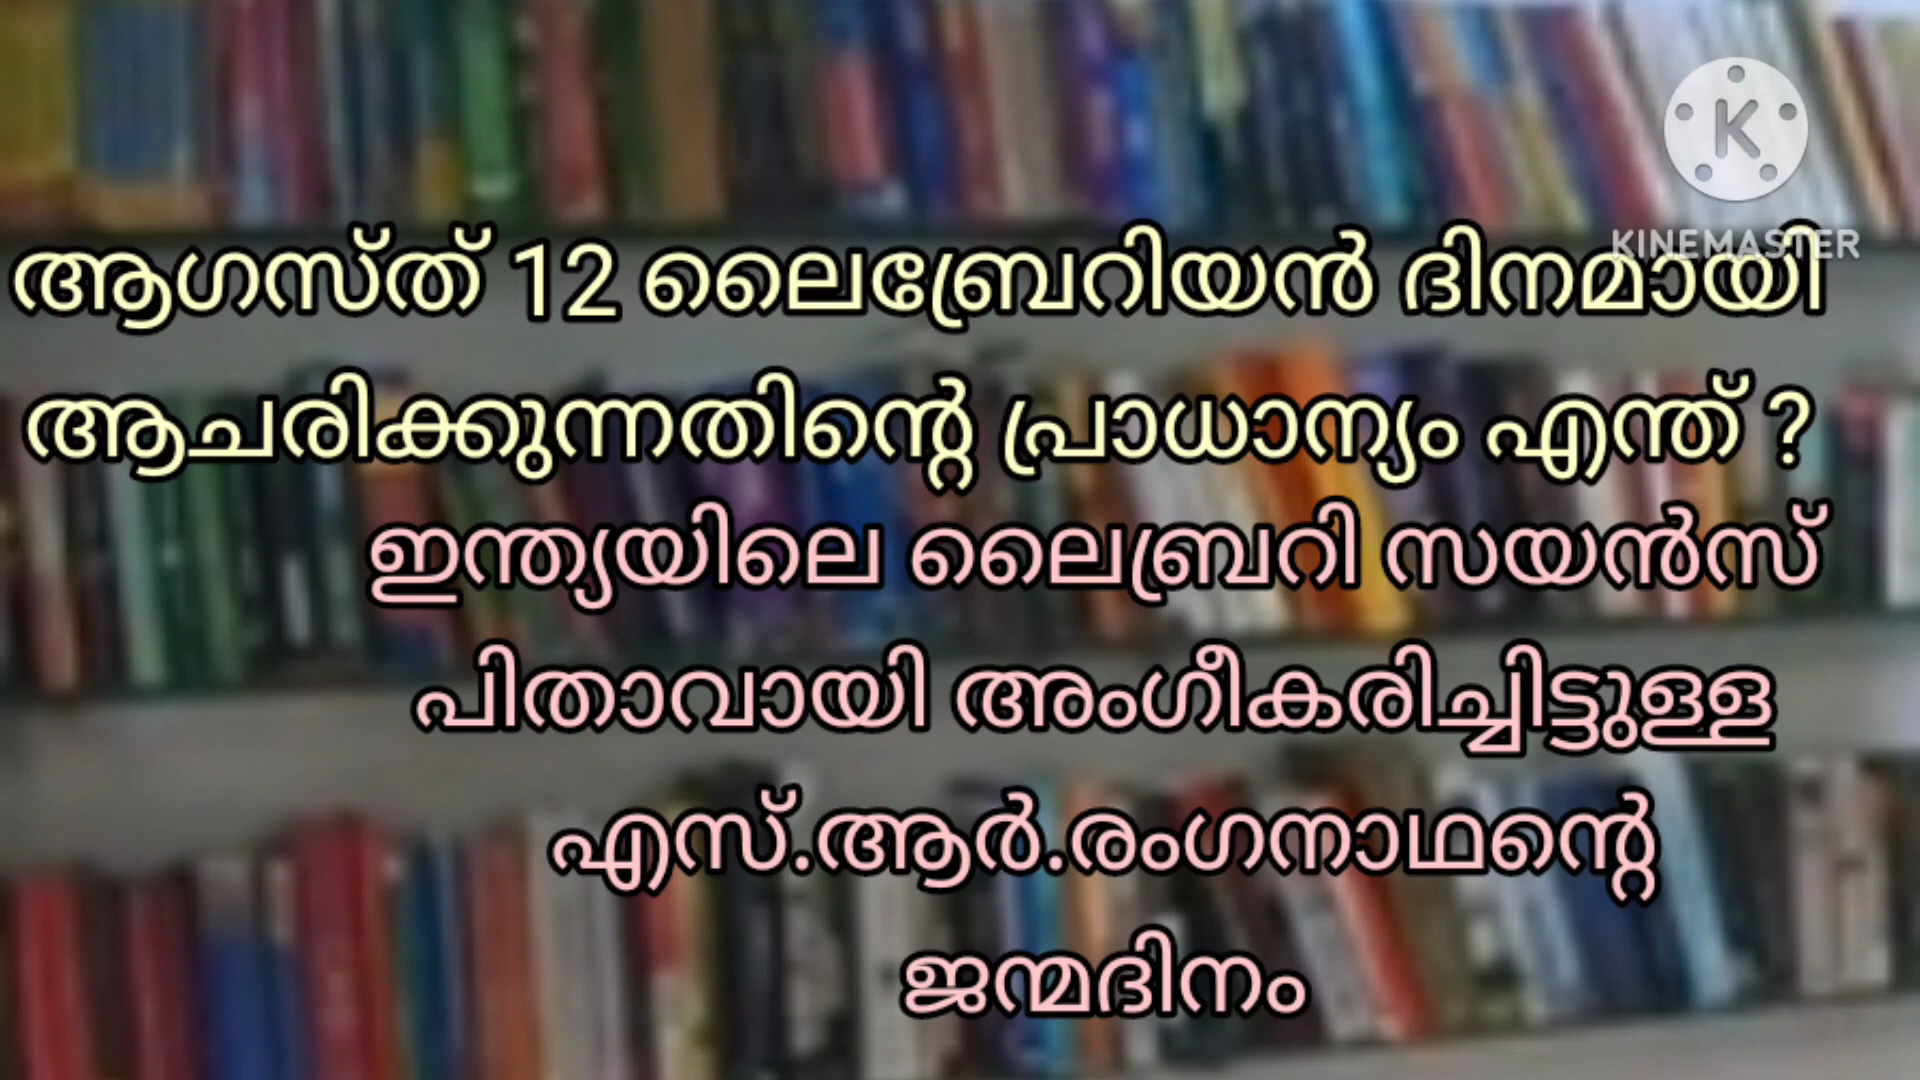 K
KINEMASTER
ആഗസ്ത് 12 ലൈബ്രേറിയൻ ദിനമായി
ആചരിക്കുന്നതിന്റെ പ്രാധാന്യം എന്ത് ?
ഇന്ത്യയിലെ ലൈബ്രറി സയൻസ്
പിതാവായി അംഗീകരിച്ചിട്ടുള്ള
എസ്.ആർ.രംഗനാഥന്റെ
ജന്മദിനം